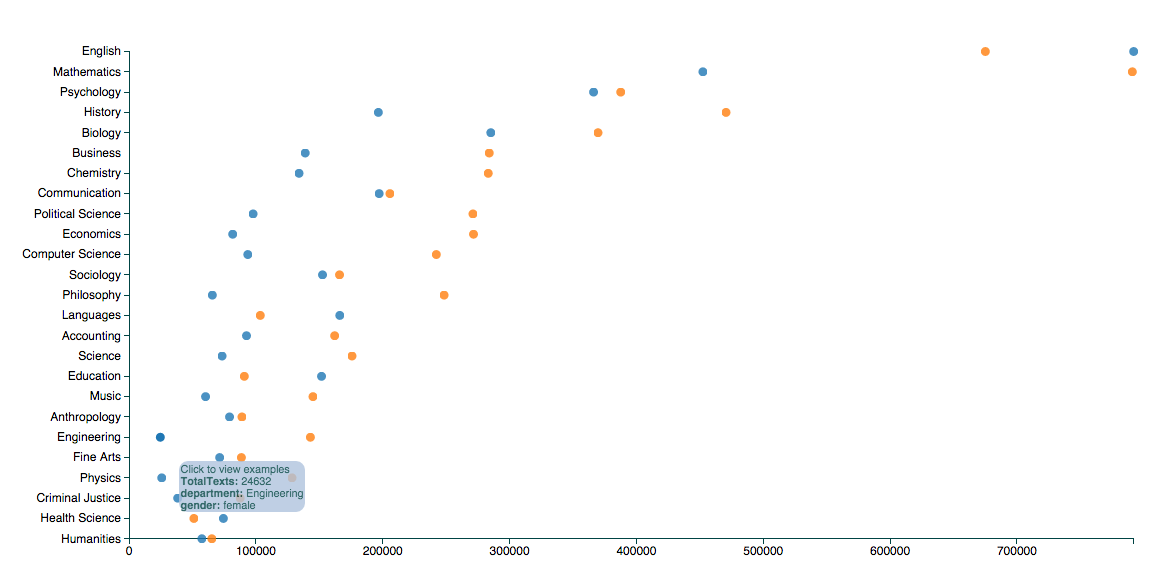 English
Mathematics
Psychology
History
Biology
Business
Chemistry
Communication
Political Science
Economics
Computer Science
Sociology
Philosophy
Languages
Accounting
Science
Education
Music
Anthropology
Engineering
Fine Arts
Click to view examples
Physics
TotalTexts: 24632
department: Engineering
Criminal Justice
gender: female
Health Science
Humanities
0 100000 200000 300000 400000 500000 600000 700000